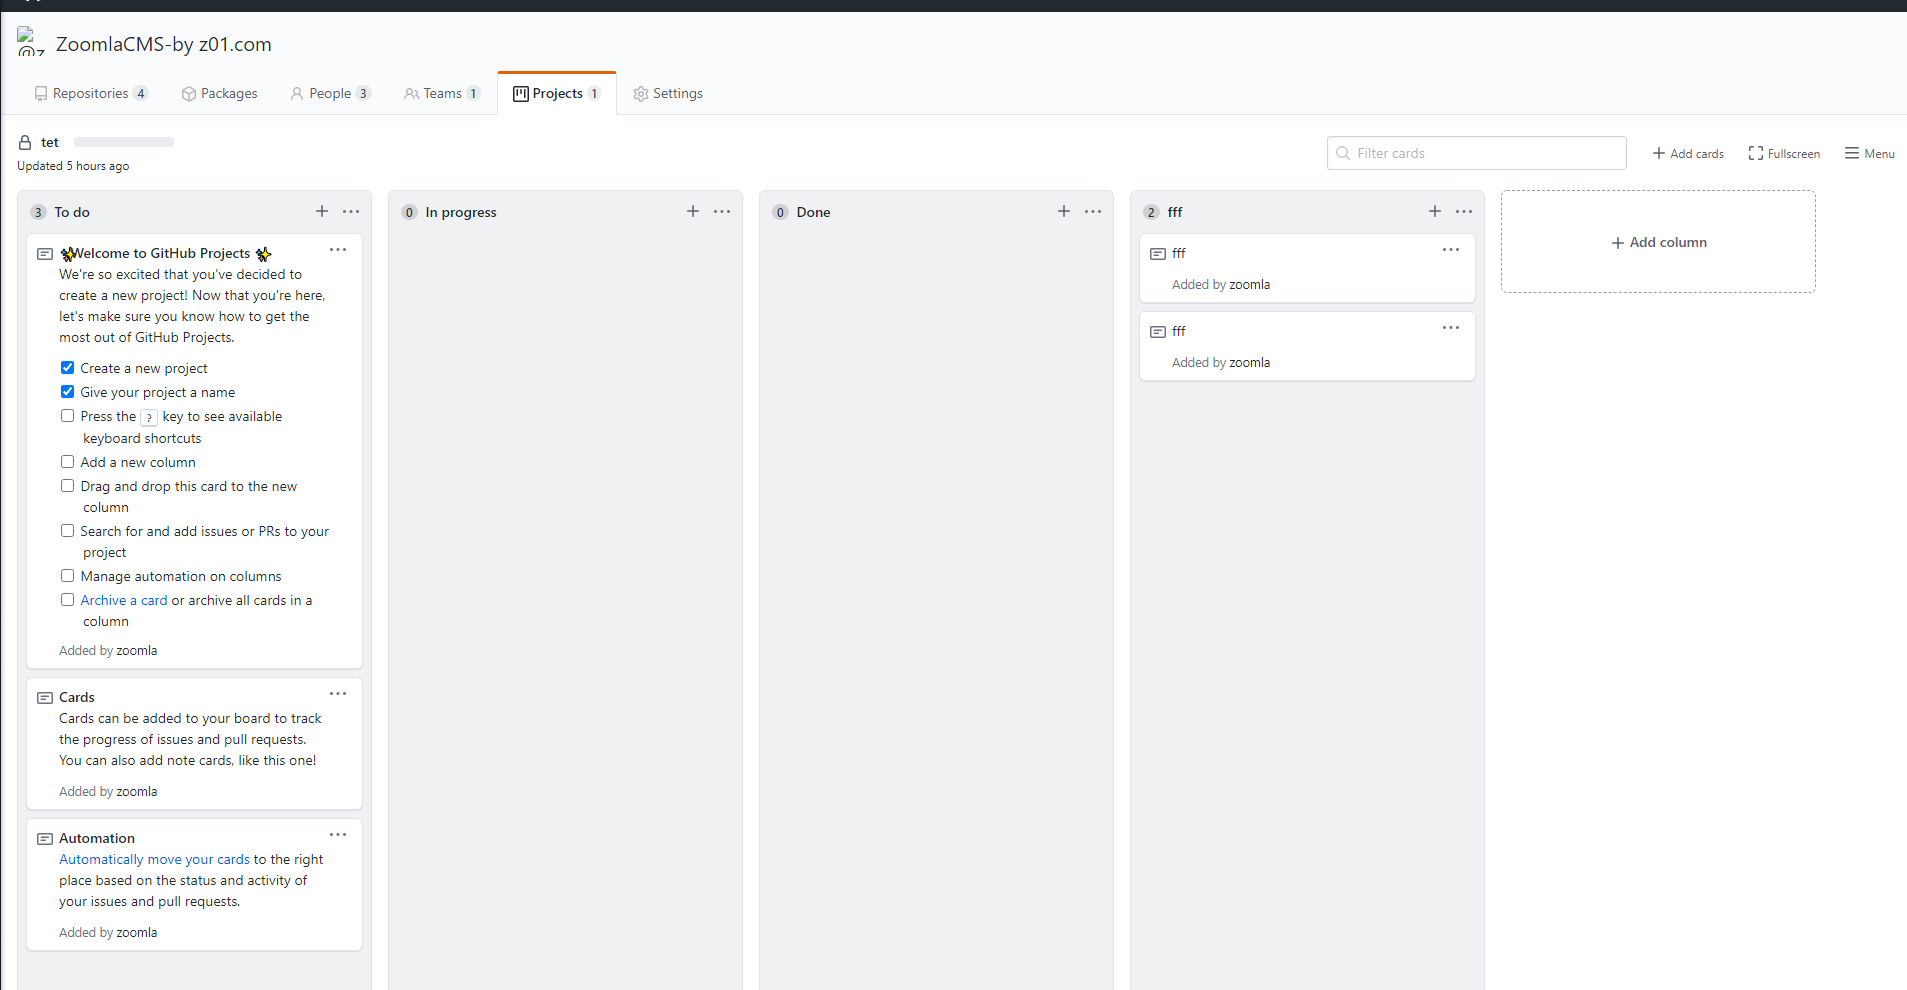 @z
ZoomlaCMS-by z01.com
Repositories 4 Packages People 3 Teams 1 Projects 1 Settings
tet
Updated 5 hours ago
Filter cards
Add cards Fullscreen Menu
3 To do
✨Welcome to GitHub Projects ✨
We're so excited that you've decided to
create a new project! Now that you're here,
let's make sure you know how to get the
most out of GitHub Projects.
Create a new project
Give your project a name
Press the ? key to see available
keyboard shortcuts
Add a new column
Drag and drop this card to the new
column
Search for and add issues or PRs to your
project
Manage automation on columns
Archive a card or archive all cards in a
column
Added by zoomla
Cards
Cards can be added to your board to track
the progress of issues and pull requests.
You can also add note cards, like this one!
Added by zoomla
Automation
Automatically move your cards to the right
place based on the status and activity of
your issues and pull requests.
Added by zoomla
0 In progress
0 Done
2 fff
fff
Added by zoomla
fff
Added by zoomla
Add column